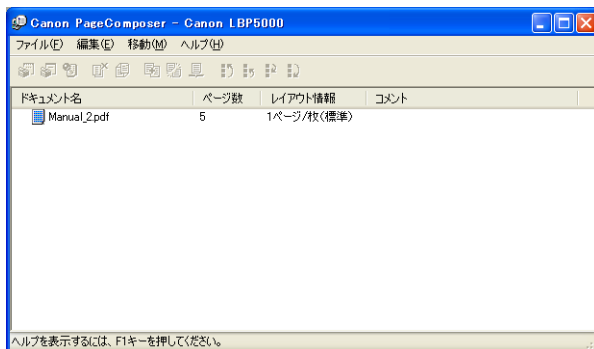 Canon PageComposer - Canon LBP5000
ファイル(F) 編集(E) 移動(M) ヘルプ(H)
ドキュメント名 ページ数 レイアウト情報 コメント
Manual_2.pdf 5 1ページ/枚(標準)
ヘルプを表示するには、F1キーを押してください。